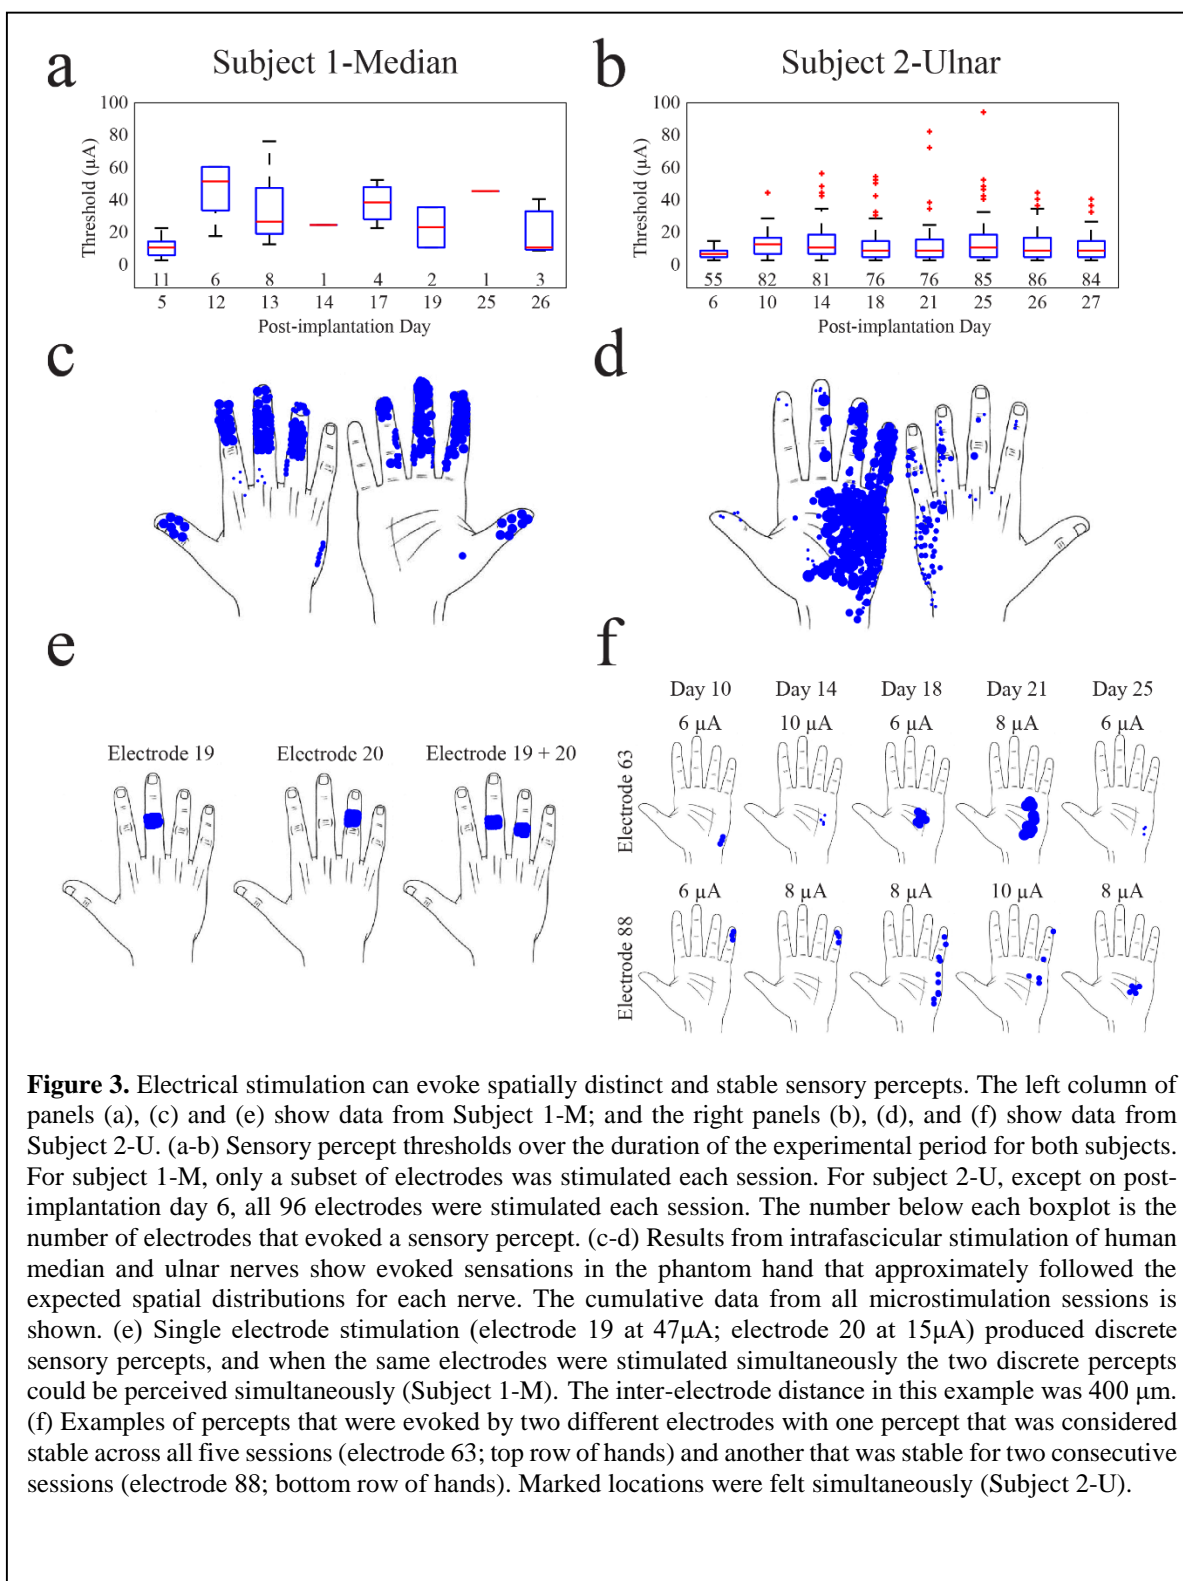 a Subject 1-Median
b Subject 2-Ulnar
Threshold (µA)
100
80
60
40
20
0
11 6 8 1 4 2 1 3
5 12 13 14 17 19 25 26
Post-implantation Day
Threshold (µA)
100
80
60
40
20
0
55 82 81 76 76 85 86 84
6 10 14 18 21 25 26 27
Post-implantation Day
c
d
e
Electrode 19 Electrode 20 Electrode 19 + 20
f
Day 10 Day 14 Day 18 Day 21 Day 25
6 µA 10 µA 6 µA 8 µA 6 µA
Electrode 63
6 µA 8 µA 8 µA 10 µA 8 µA
Electrode 88
Figure 3. Electrical stimulation can evoke spatially distinct and stable sensory percepts. The left column of
panels (a), (c) and (e) show data from Subject 1-M; and the right panels (b), (d), and (f) show data from
Subject 2-U. (a-b) Sensory percept thresholds over the duration of the experimental period for both subjects.
For subject 1-M, only a subset of electrodes was stimulated each session. For subject 2-U, except on post-
implantation day 6, all 96 electrodes were stimulated each session. The number below each boxplot is the
number of electrodes that evoked a sensory percept. (c-d) Results from intrafascicular stimulation of human
median and ulnar nerves show evoked sensations in the phantom hand that approximately followed the
expected spatial distributions for each nerve. The cumulative data from all microstimulation sessions is
shown. (e) Single electrode stimulation (electrode 19 at 47µA; electrode 20 at 15µA) produced discrete
sensory percepts, and when the same electrodes were stimulated simultaneously the two discrete percepts
could be perceived simultaneously (Subject 1-M). The inter-electrode distance in this example was 400 µm.
(f) Examples of percepts that were evoked by two different electrodes with one percept that was considered
stable across all five sessions (electrode 63; top row of hands) and another that was stable for two consecutive
sessions (electrode 88; bottom row of hands). Marked locations were felt simultaneously (Subject 2-U).